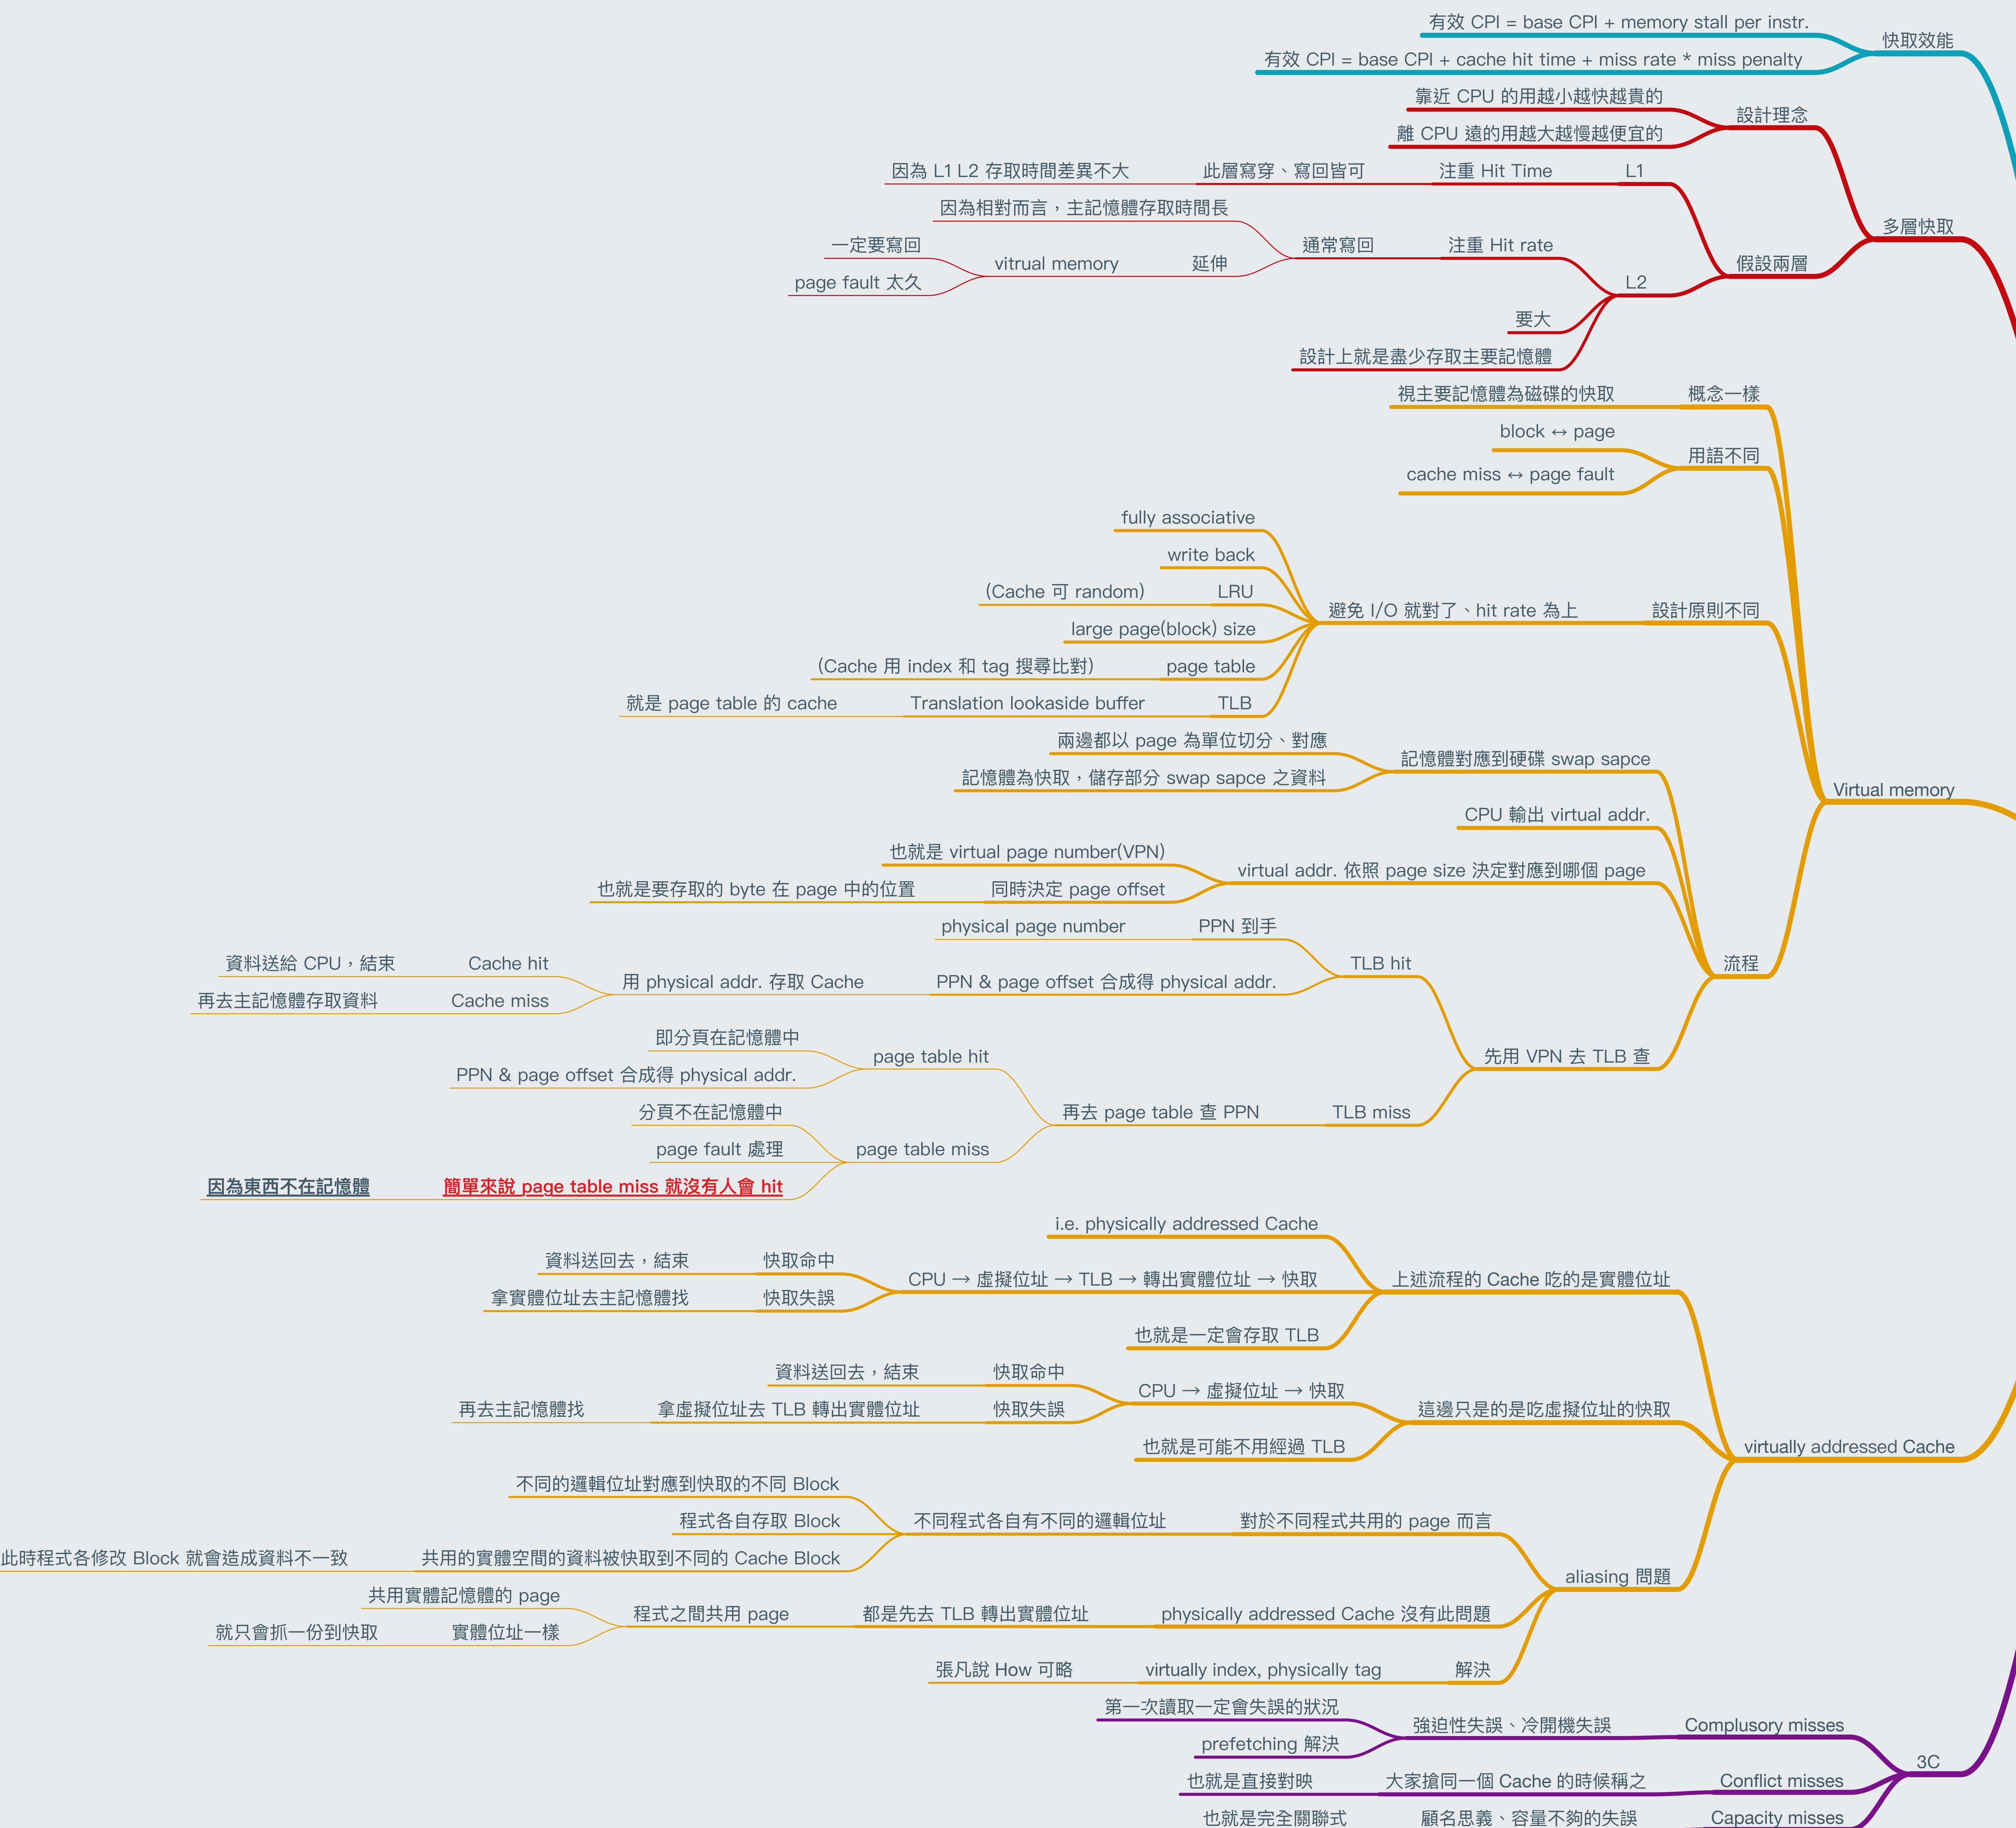 有效 CPI = base CPI + memory stall per instr.
快取效能
有效 CPI = base CPI + cache hit time + miss rate * miss penalty
靠近 CPU 的用越小越快越貴的
設計理念
離 CPU 遠的用越大越慢越便宜的
因為 L1 L2 存取時間差異不大
此層寫穿、寫回皆可
注重 Hit Time
L1
因為相對而言，主記憶體存取時間長
多層快取
一定要寫回
通常寫回
注重 Hit rate
vitrual memory
延伸
假設兩層
page fault 太久
L2
要大
設計上就是盡少存取主要記憶體
視主要記憶體為磁碟的快取
概念一樣
block ↔ page
用語不同
cache miss ↔ page fault
fully associative
write back
(Cache 可 random)
LRU
避免 I/O 就對了、hit rate 為上
設計原則不同
large page(block) size
(Cache 用 index 和 tag 搜尋比對)
page table
就是 page table 的 cache
Translation lookaside buffer
TLB
兩邊都以 page 為單位切分、對應
記憶體對應到硬碟 swap sapce
記憶體為快取，儲存部分 swap sapce 之資料
Virtual memory
CPU 輸出 virtual addr.
也就是 virtual page number(VPN)
virtual addr. 依照 page size 決定對應到哪個 page
也就是要存取的 byte 在 page 中的位置
同時決定 page offset
physical page number
PPN 到手
資料送給 CPU，結束
Cache hit
TLB hit
流程
用 physical addr. 存取 Cache
PPN & page offset 合成得 physical addr.
再去主記憶體存取資料
Cache miss
即分頁在記憶體中
page table hit
先用 VPN 去 TLB 查
PPN & page offset 合成得 physical addr.
分頁不在記憶體中
再去 page table 查 PPN
TLB miss
page fault 處理
page table miss
因為東西不在記憶體
簡單來說 page table miss 就沒有人會 hit
i.e. physically addressed Cache
資料送回去，結束
快取命中
CPU → 虛擬位址 → TLB → 轉出實體位址 → 快取
上述流程的 Cache 吃的是實體位址
拿實體位址去主記憶體找
快取失誤
也就是一定會存取 TLB
資料送回去，結束
快取命中
CPU → 虛擬位址 → 快取
再去主記憶體找
拿虛擬位址去 TLB 轉出實體位址
快取失誤
這邊只是的是吃虛擬位址的快取
也就是可能不用經過 TLB
virtually addressed Cache
不同的邏輯位址對應到快取的不同 Block
程式各自存取 Block
不同程式各自有不同的邏輯位址
對於不同程式共用的 page 而言
此時程式各修改 Block 就會造成資料不一致
共用的實體空間的資料被快取到不同的 Cache Block
aliasing 問題
共用實體記憶體的 page
程式之間共用 page
都是先去 TLB 轉出實體位址
physically addressed Cache 沒有此問題
就只會抓一份到快取
實體位址一樣
張凡說 How 可略
virtually index, physically tag
解決
第一次讀取一定會失誤的狀況
強迫性失誤、冷開機失誤
Complusory misses
prefetching 解決
3C
也就是直接對映
大家搶同一個 Cache 的時候稱之
Conflict misses
也就是完全關聯式
顧名思義、容量不夠的失誤
Capacity misses